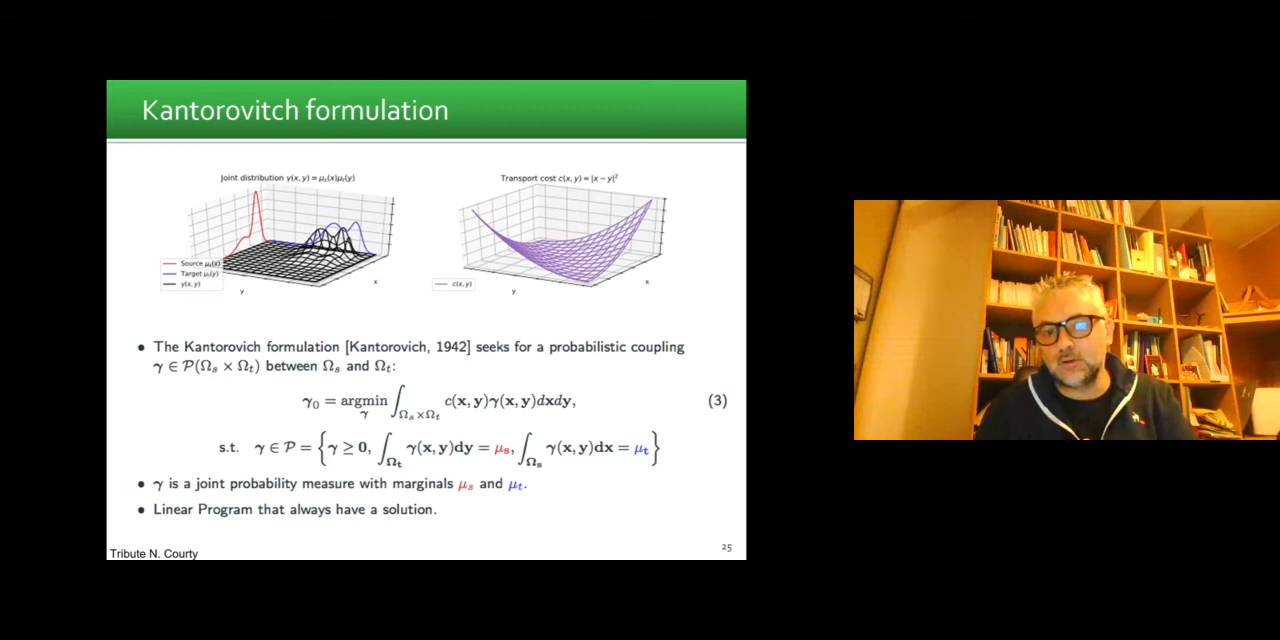 Kantorovitch formulation
Joint distribution γ(x, y) = μs(x)μt(y)
Transport cost c(x, y) = |x − y|²
Source μs(x)
Target μt(y)
γ(x, y)
x
y
c(x, y)
x
y
• The Kantorovich formulation [Kantorovich, 1942] seeks for a probabilistic coupling
γ ∈ P(Ωs × Ωt) between Ωs and Ωt:
γ₀ = argmin_γ ∫_{Ωs×Ωt} c(x, y)γ(x, y)dxdy, (3)
s.t. γ ∈ P = { γ ≥ 0, ∫_{Ωt} γ(x, y)dy = μs, ∫_{Ωs} γ(x, y)dx = μt }
• γ is a joint probability measure with marginals μs and μt.
• Linear Program that always have a solution.
Tribute N. Courty
25